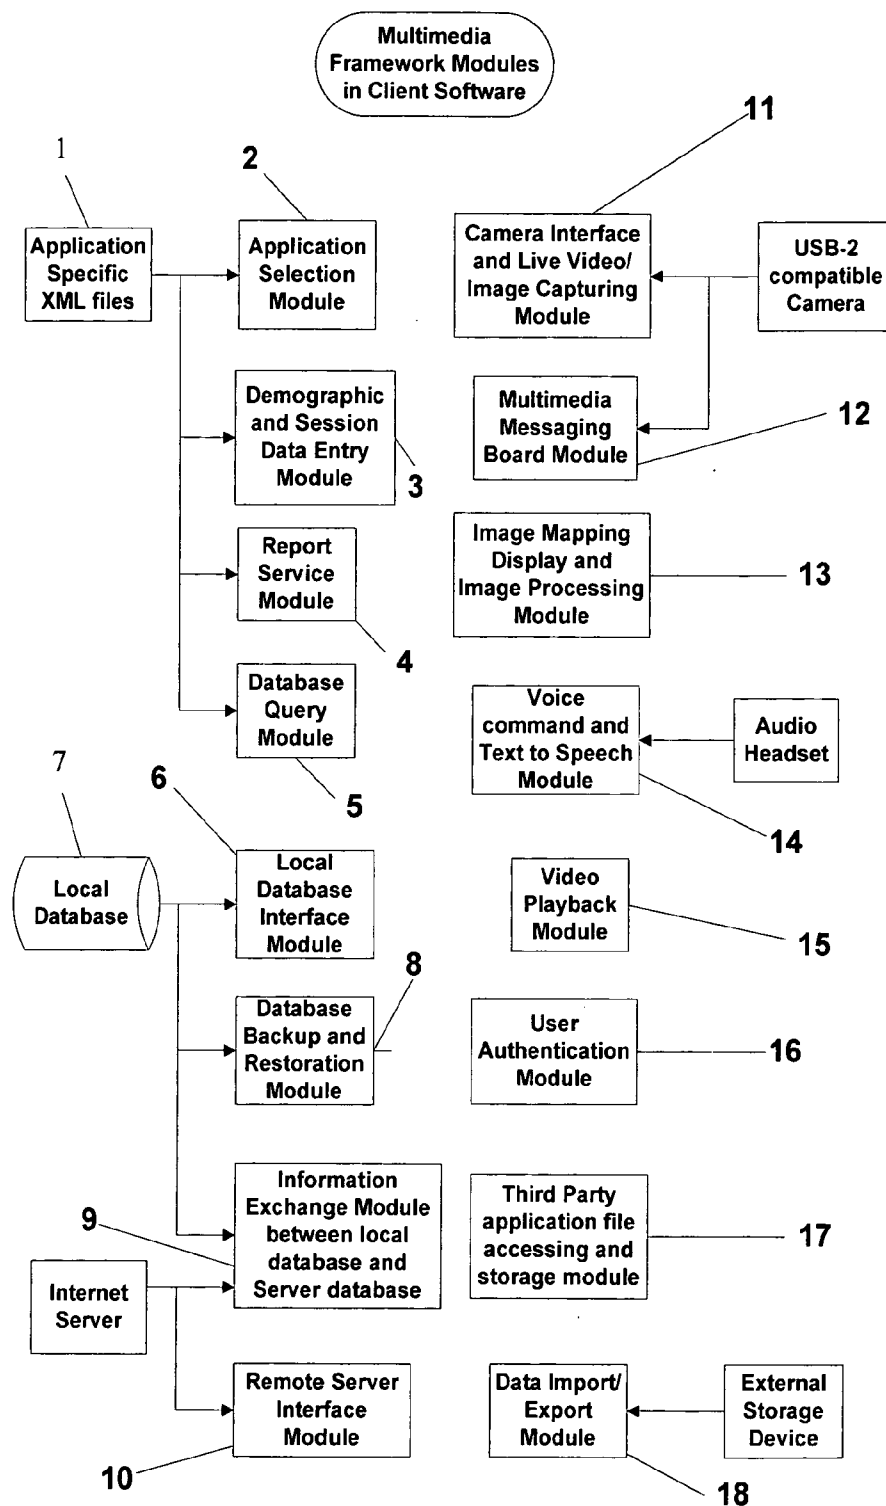 Multimedia
Framework Modules
in Client Software
11
1
2
Application
Specific
XML files
Application
Selection
Module
Camera Interface
and Live Video/
Image Capturing
Module
USB-2
compatible
Camera
Demographic
and Session
Data Entry
Module
3
Multimedia
Messaging
Board Module
12
Report
Service
Module
4
Image Mapping
Display and
Image Processing
Module
13
Database
Query
Module
5
Voice
command and
Text to Speech
Module
14
Audio
Headset
7
6
Local
Database
Local
Database
Interface
Module
Video
Playback
Module
15
8
Database
Backup and
Restoration
Module
User
Authentication
Module
16
9
Information
Exchange Module
between local
database and
Server database
Third Party
application file
accessing and
storage module
17
Internet
Server
Remote Server
Interface
Module
10
Data Import/
Export
Module
18
External
Storage
Device